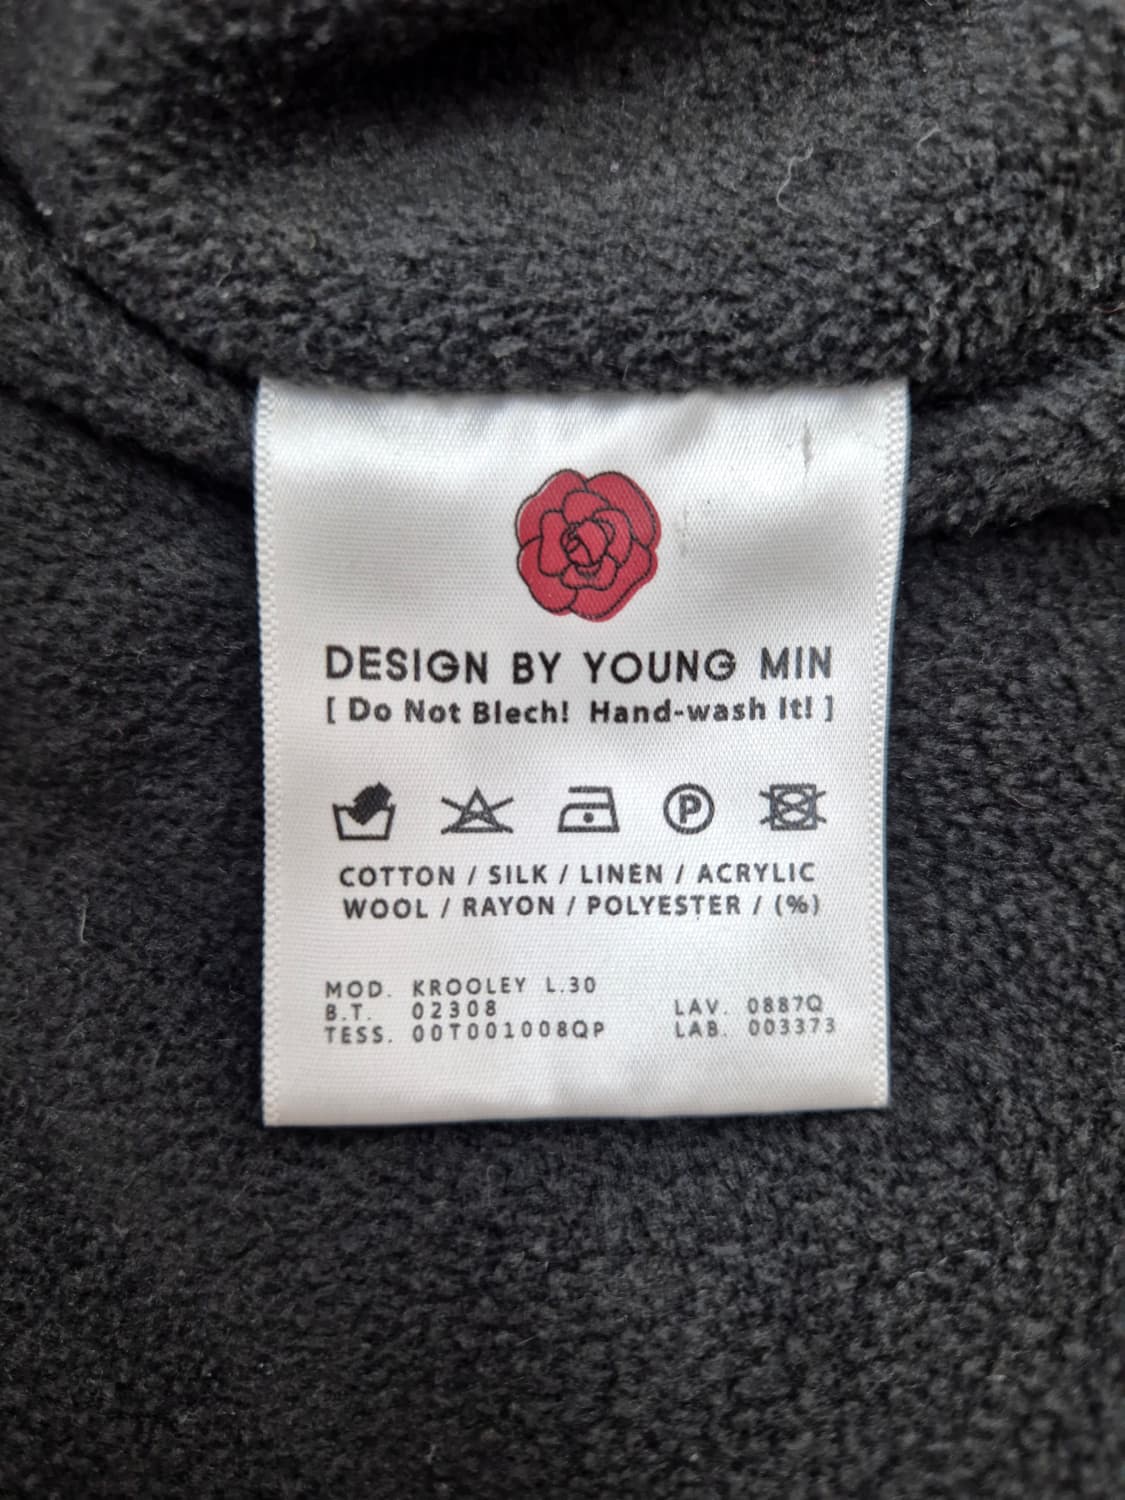 DESIGN BY YOUNG MIN
[ Do Not Blech! Hand-wash It! ]
P
COTTON / SILK / LINEN / ACRYLIC
WOOL / RAYON / POLYESTER / (%)
MOD. KROOLEY L.30
B.T. 02308 LAV. 0887Q
TESS. 00T001008QP LAB. 003373